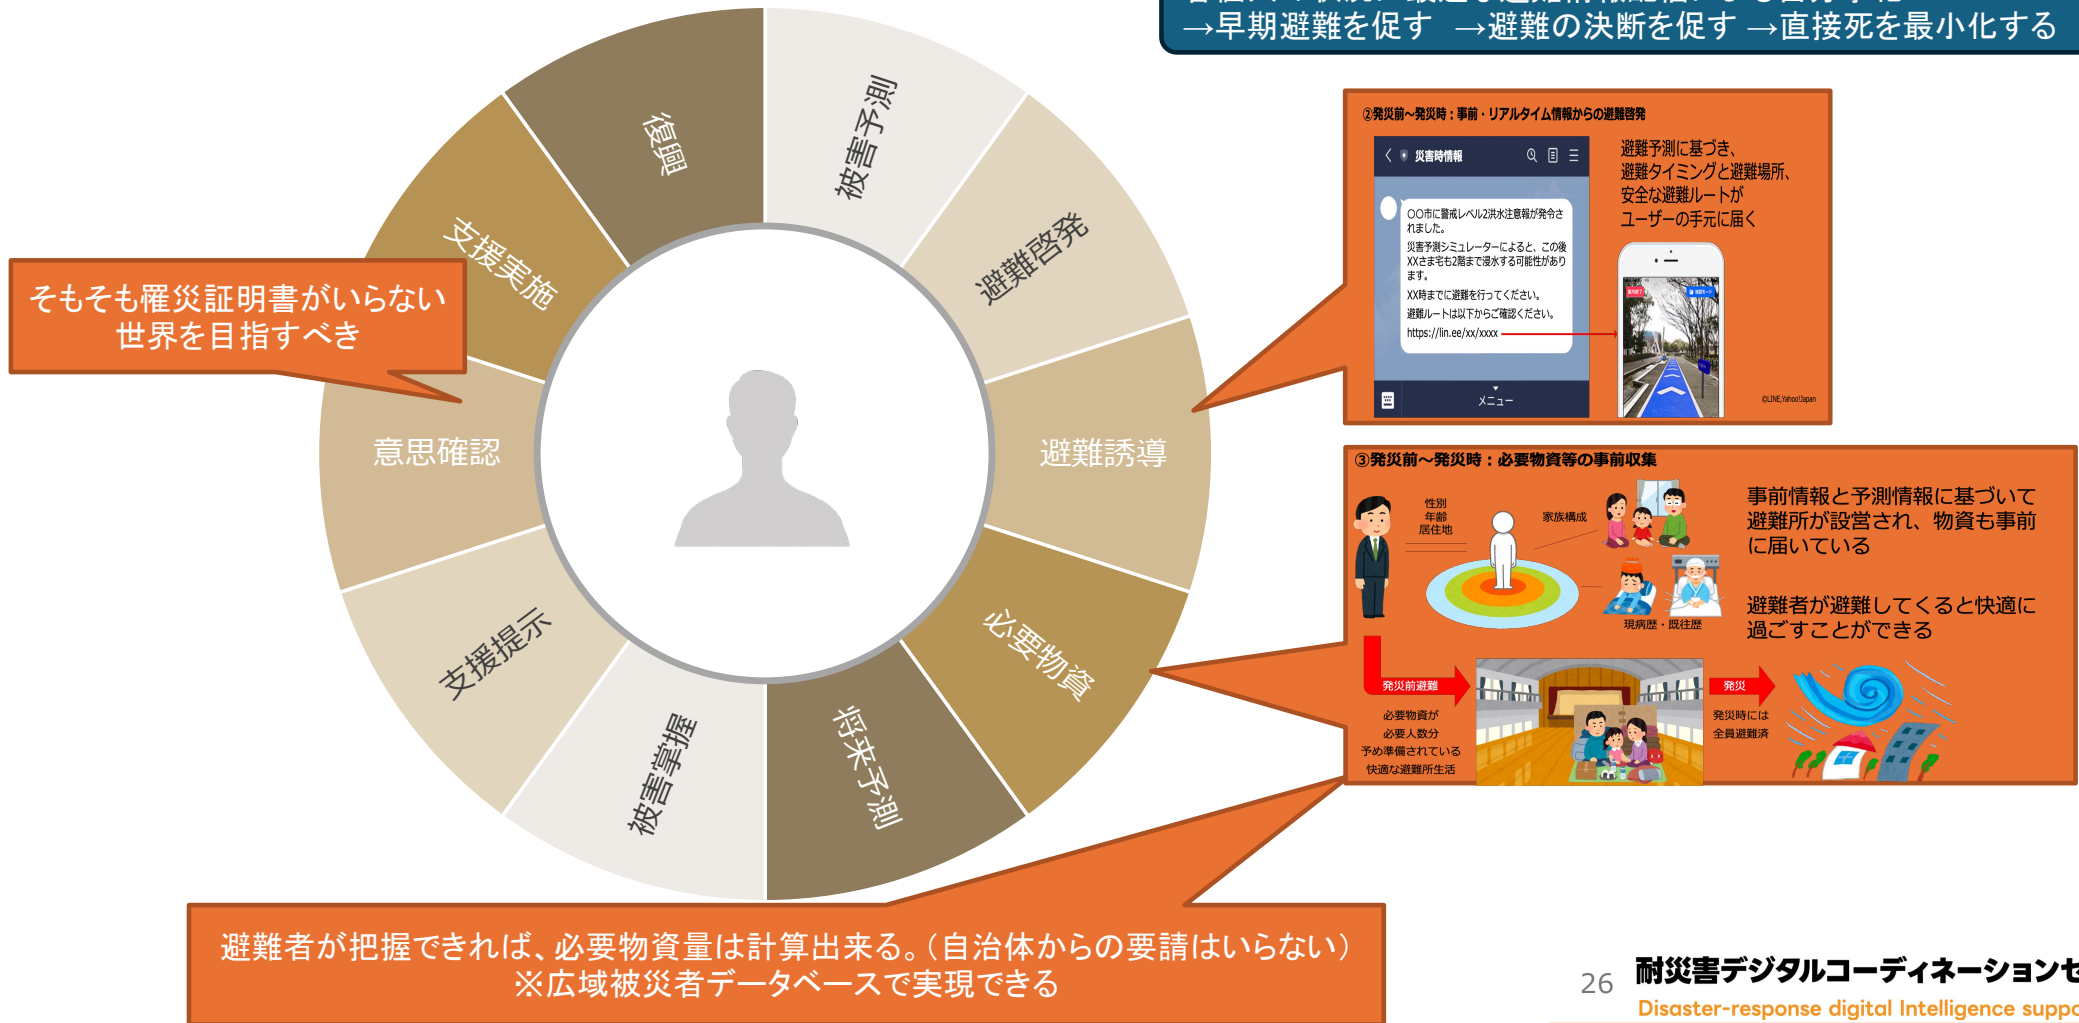 →早期避難を促す →避難の決断を促す →直接死を最小化する
復興
被害予測
避難啓発
避難誘導
必要物資
将来予測
被害掌握
支援提示
意思確認
支援実施
そもそも罹災証明書がいらない
世界を目指すべき
②発災前~発災時:事前・リアルタイム情報からの避難啓発
災害時情報
〇〇市に警戒レベル2洪水注意報が発令さ
れました。
災害予測シミュレーターによると、この後
XXさま宅も2階まで浸水する可能性があり
ます。
XX時までに避難を行ってください。
避難ルートは以下からご確認ください。
https://lin.ee/xx/xxxx
メニュー
避難予測に基づき、
避難タイミングと避難場所、
安全な避難ルートが
ユーザーの手元に届く
©LINE,Yahoo!Japan
③発災前~発災時:必要物資等の事前収集
性別
年齢
居住地
家族構成
現病歴・既往歴
事前情報と予測情報に基づいて
避難所が設営され、物資も事前
に届いている
避難者が避難してくると快適に
過ごすことができる
発災前避難
必要物資が
必要人数分
予め準備されている
快適な避難所生活
発災
発災時には
全員避難済
避難者が把握できれば、必要物資量は計算出来る。(自治体からの要請はいらない)
※広域被災者データベースで実現できる
26
耐災害デジタルコーディネーションセ
Disaster-response digital Intelligence suppo